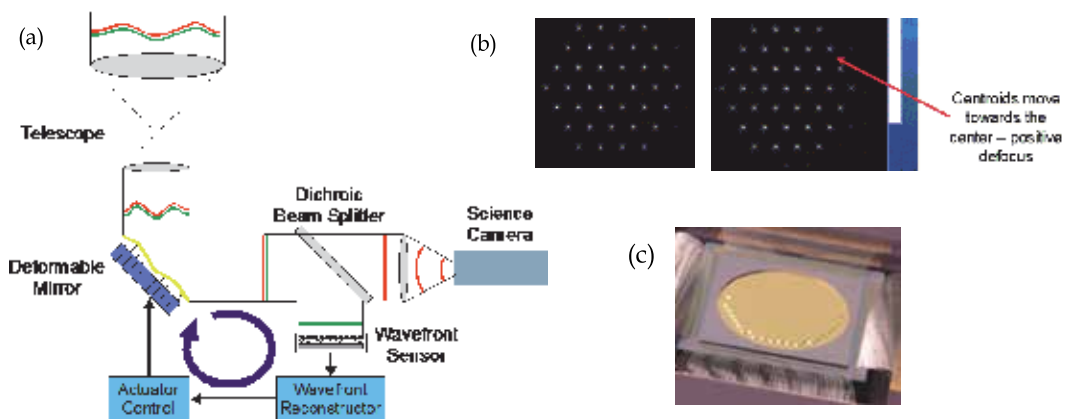 (a)
Telescope
Deformable
Mirror
Dichroic
Beam Splitter
Science
Camera
Wavefront
Sensor
Actuator
Control
Wavefront
Reconstructor
(b)
Centroids move
towards the
center – positive
defocus
(c)